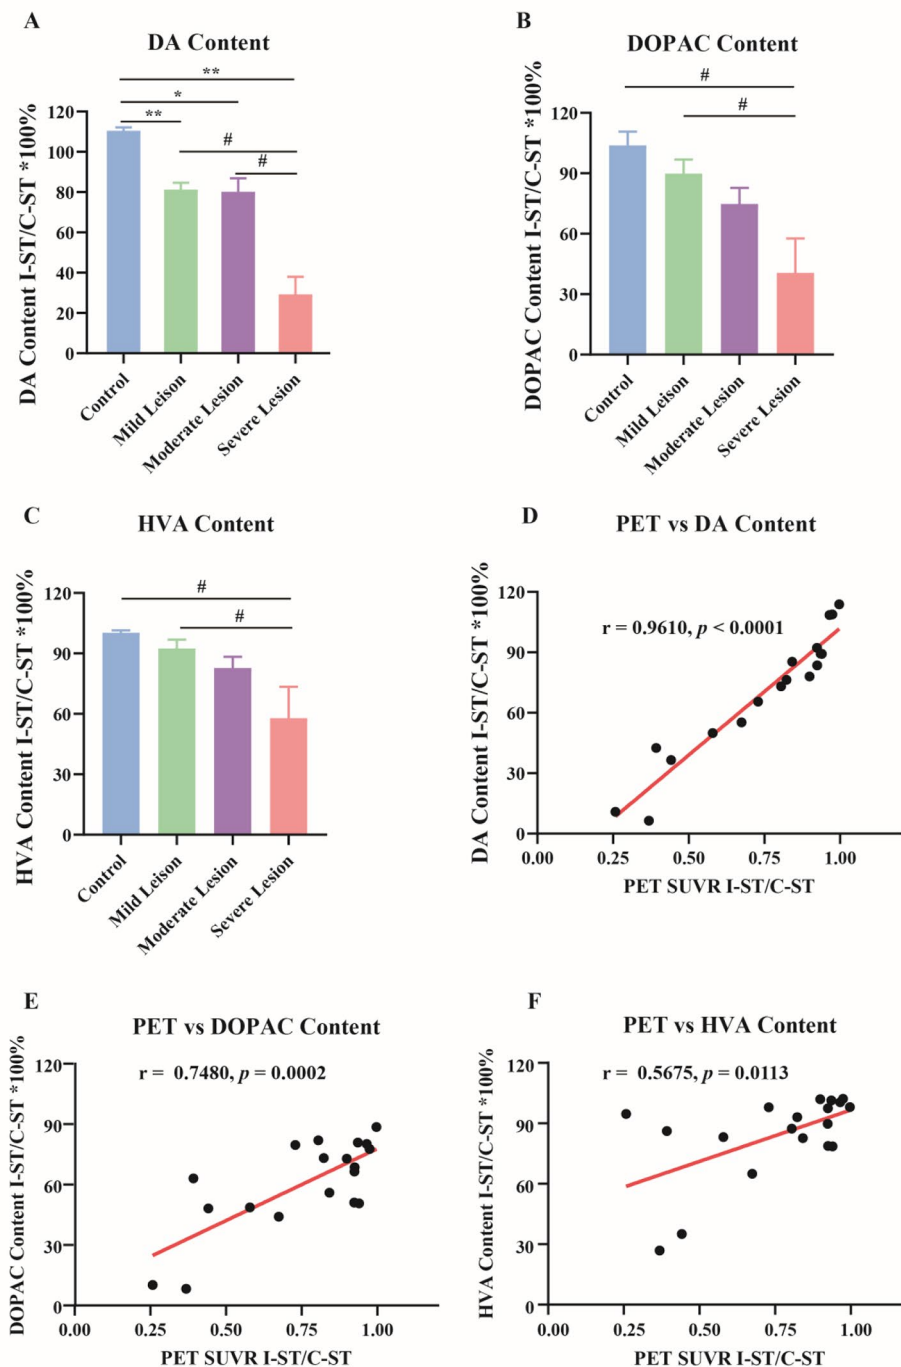 A
DA Content
DA Content I-ST/C-ST *100%
120
100
80
60
40
20
0
**
*
**
#
#
Control
Mild Leison
Moderate Lesion
Severe Lesion
B
DOPAC Content
DOPAC Content I-ST/C-ST *100%
120
90
60
30
0
#
#
Control
Mild Leison
Moderate Lesion
Severe Lesion
C
HVA Content
HVA Content I-ST/C-ST *100%
120
90
60
30
0
#
#
Control
Mild Leison
Moderate Lesion
Severe Lesion
D
PET vs DA Content
DA Content I-ST/C-ST *100%
120
90
60
30
0
r = 0.9610, p < 0.0001
0.00 0.25 0.50 0.75 1.00
PET SUVR I-ST/C-ST
E
PET vs DOPAC Content
DOPAC Content I-ST/C-ST *100%
120
90
60
30
0
r = 0.7480, p = 0.0002
0.00 0.25 0.50 0.75 1.00
PET SUVR I-ST/C-ST
F
PET vs HVA Content
HVA Content I-ST/C-ST *100%
120
90
60
30
0
r = 0.5675, p = 0.0113
0.00 0.25 0.50 0.75 1.00
PET SUVR I-ST/C-ST